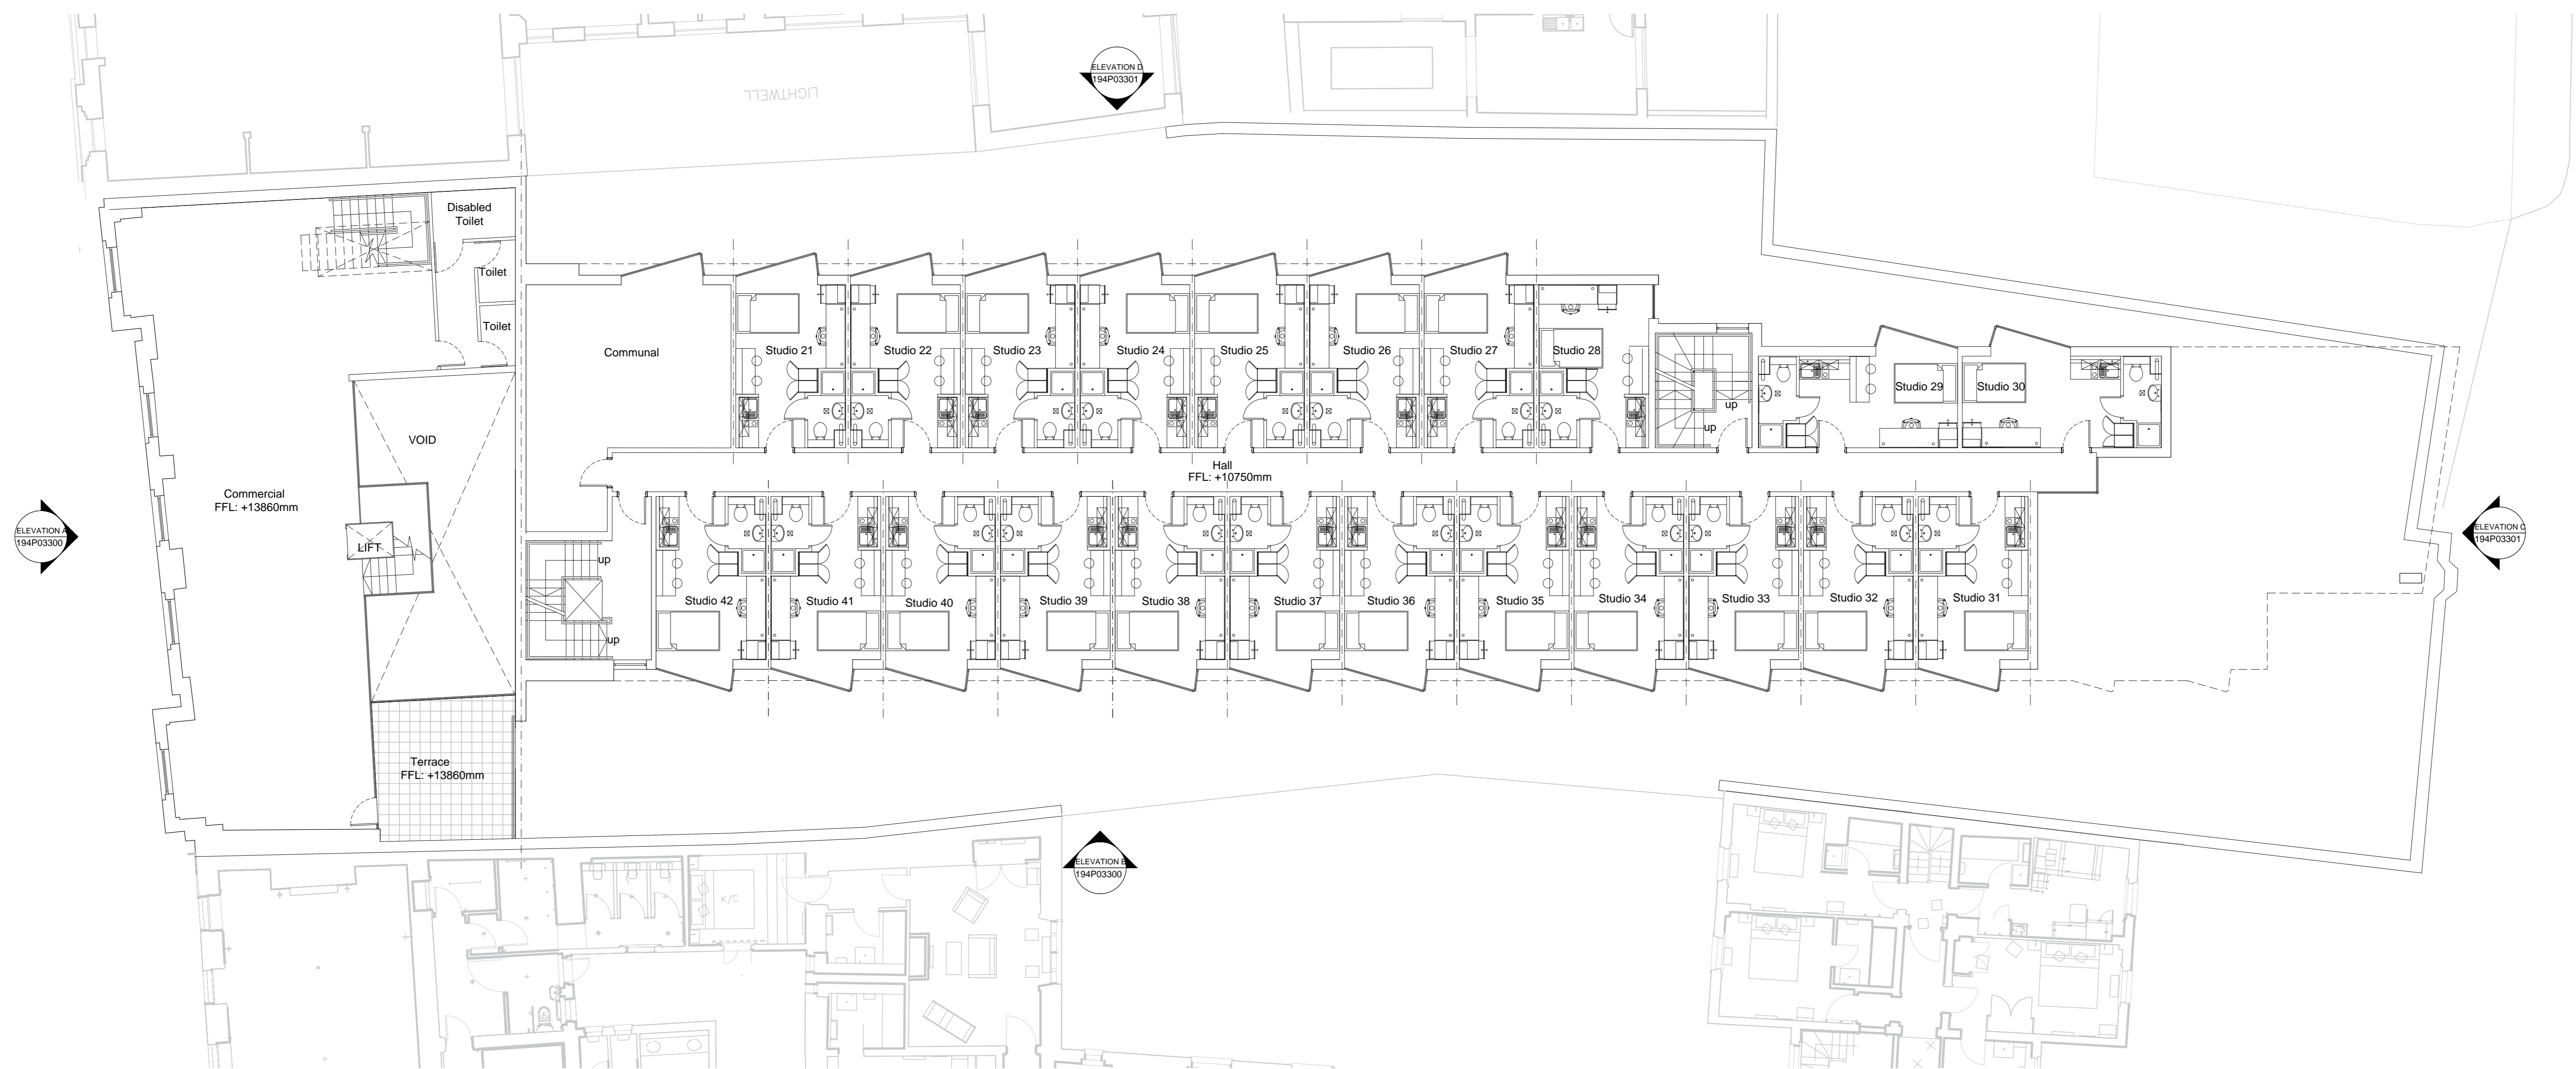 ELEVATION D
194P03301
LIGHTWELL
Disabled
Toilet
Toilet
Toilet
Communal
Studio 21
Studio 22
Studio 23
Studio 24
Studio 25
Studio 26
Studio 27
Studio 28
Studio 29
Studio 30
up
up
VOID
Hall
FFL: +10750mm
Commercial
FFL: +13860mm
ELEVATION A
194P03300
LIFT
ELEVATION C
194P03301
up
up
Studio 42
Studio 41
Studio 40
Studio 39
Studio 38
Studio 37
Studio 36
Studio 35
Studio 34
Studio 33
Studio 32
Studio 31
Terrace
FFL: +13860mm
ELEVATION B
194P03300
K/C